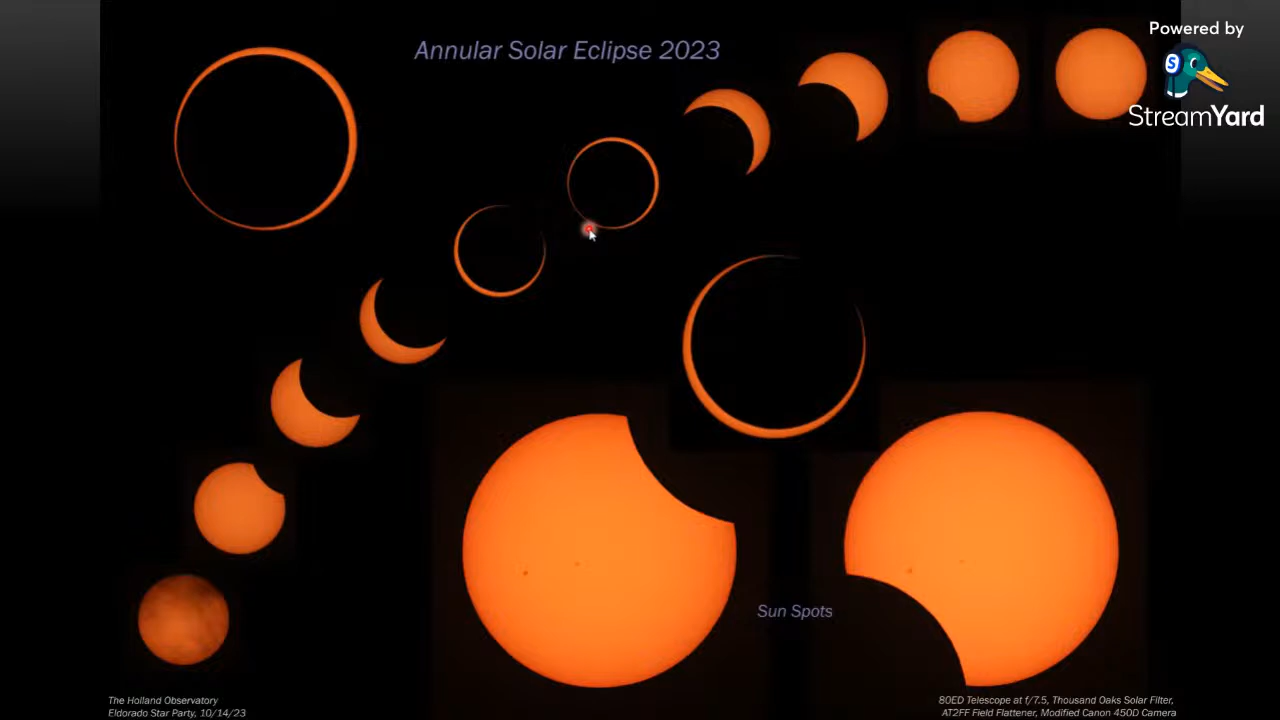 Annular Solar Eclipse 2023
Powered by
S
StreamYard
Sun Spots
The Holland Observatory
Eldorado Star Party, 10/14/23
80ED Telescope at f/7.5, Thousand Oaks Solar Filter,
AT2FF Field Flattener, Modified Canon 450D Camera